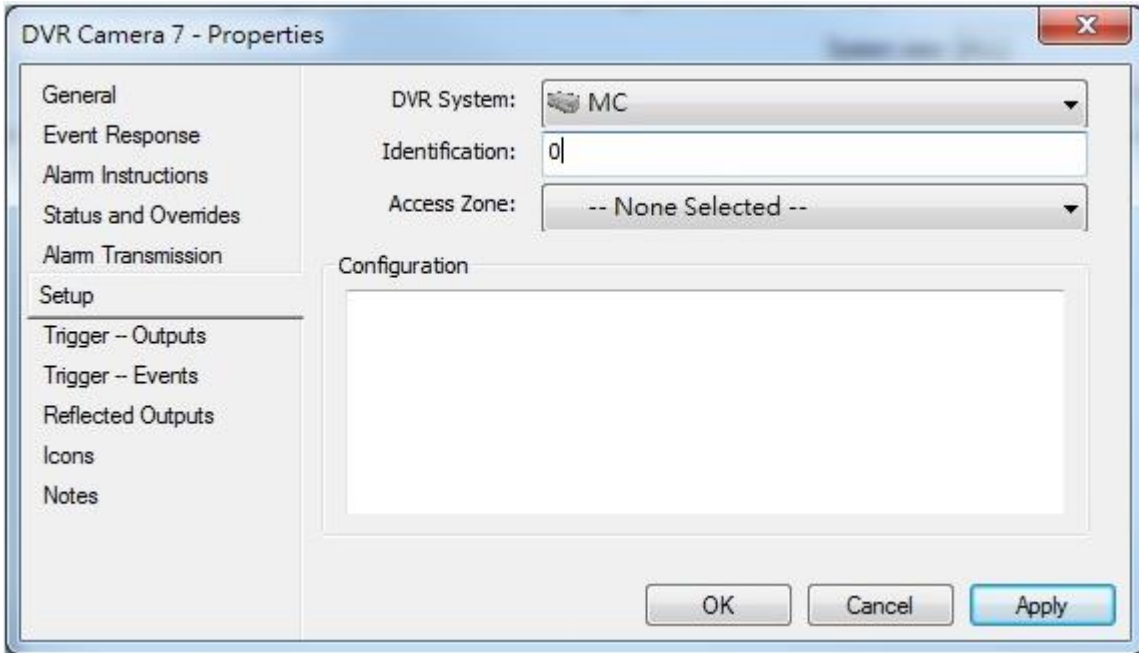 DVR Camera 7 - Properties
General
Event Response
Alarm Instructions
Status and Overrides
Alarm Transmission
Setup
Trigger -- Outputs
Trigger -- Events
Reflected Outputs
Icons
Notes
DVR System: MC
Identification: 0
Access Zone: -- None Selected --
Configuration
OK Cancel Apply